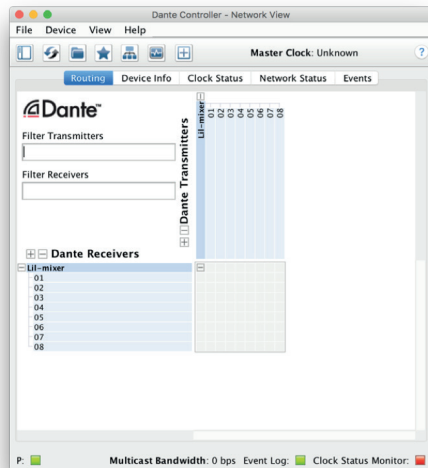 Dante Controller - Network View
File Device View Help
Master Clock: Unknown
?
Routing Device Info Clock Status Network Status Events
Dante™
Filter Transmitters
Filter Receivers
Dante Transmitters
Lil-mixer
01
02
03
04
05
06
07
08
Dante Receivers
Lil-mixer
01
02
03
04
05
06
07
08
P: Multicast Bandwidth: 0 bps Event Log: Clock Status Monitor: